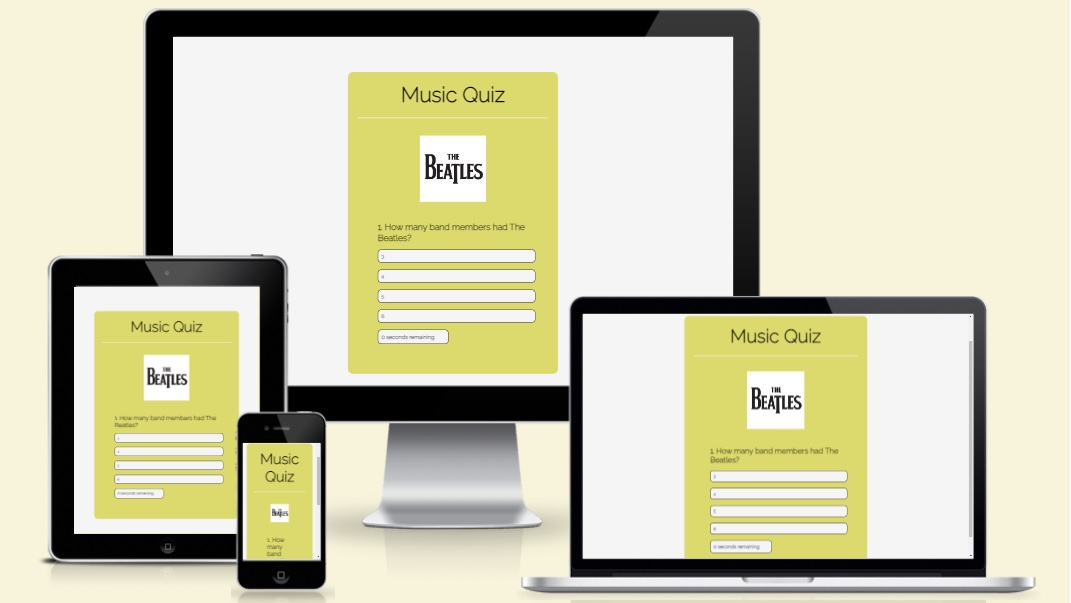 Music Quiz
THE
BEATLES
1. How many band members had The
Beatles?
3
4
5
6
0 seconds remaining
Music Quiz
THE
BEATLES
1. How many band members had The
Beatles?
3
4
5
6
0 seconds remaining
Music
Quiz
THE
BEATLES
1. How
many
band
Music Quiz
THE
BEATLES
1. How many band members had The
Beatles?
3
4
5
6
0 seconds remaining